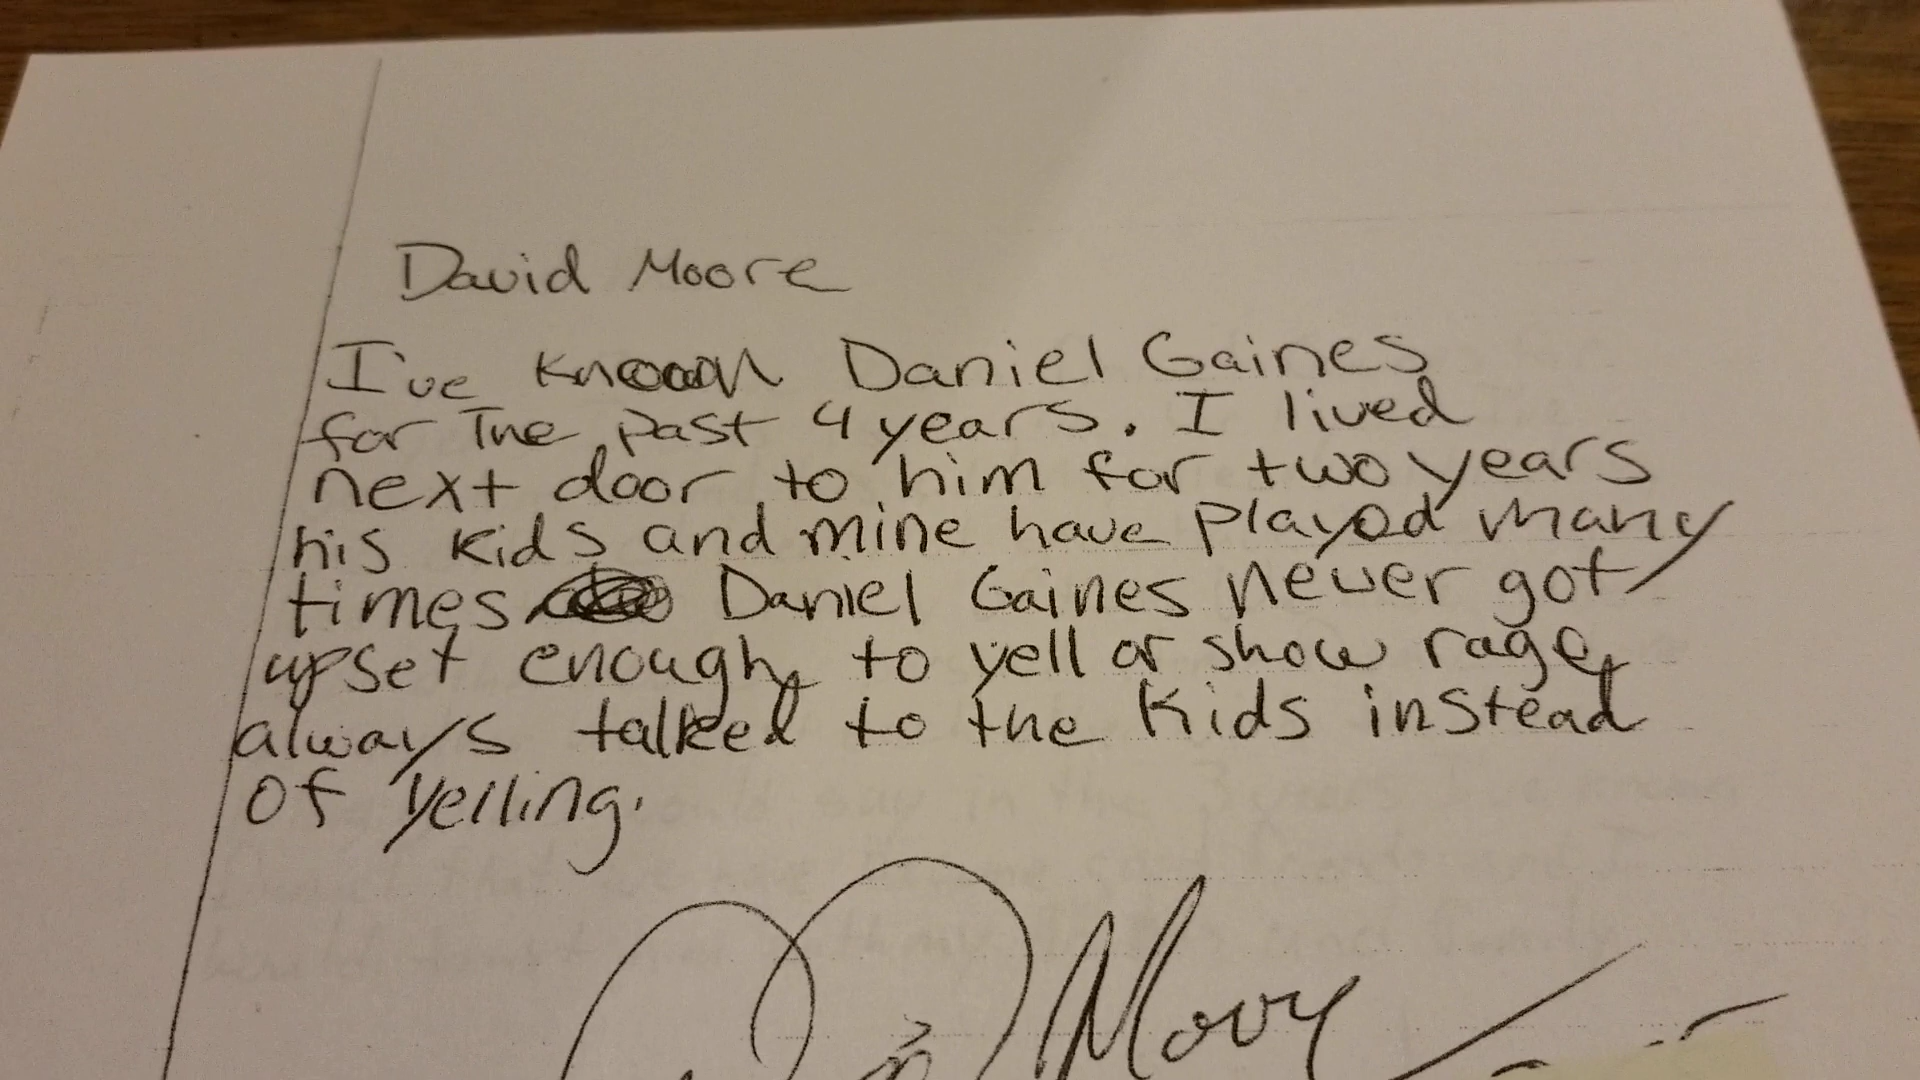 David Moore
I've known Daniel Gaines
for The past 4 years. I lived
next door to him for two years
his kids and mine have played many
times Daniel Gaines never got
upset enough to yell or show rage
always talked to the kids instead
of yelling.
Moore